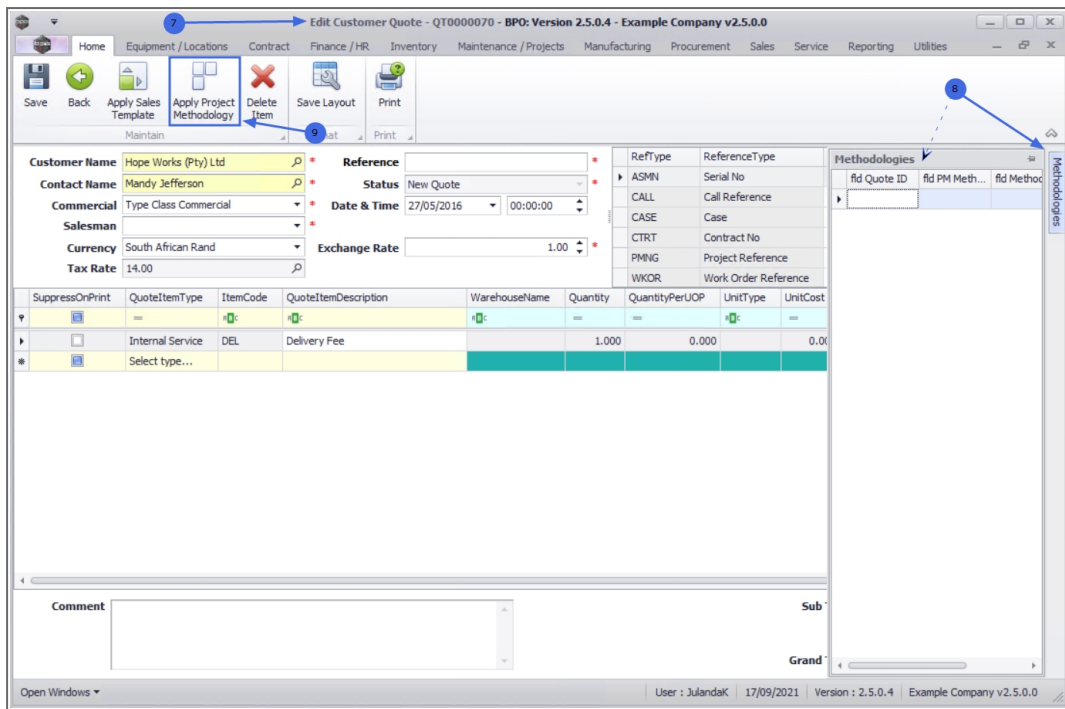 7
Edit Customer Quote - QT0000070 - BPO: Version 2.5.0.4 - Example Company v2.5.0.0
Home Equipment / Locations Contract Finance / HR Inventory Maintenance / Projects Manufacturing Procurement Sales Service Reporting Utilities
Save Back Apply Sales Template Apply Project Methodology Delete Item Save Layout Print
8
Maintain 9 Print
Customer Name Hope Works (Pty) Ltd * Reference *
Contact Name Mandy Jefferson * Status New Quote *
Commercial Type Class Commercial * Date & Time 27/05/2016 00:00:00
Salesman *
Currency South African Rand Exchange Rate 1.00 *
Tax Rate 14.00
RefType ReferenceType
ASMN Serial No
CALL Call Reference
CASE Case
CTRT Contract No
PMNG Project Reference
WKOR Work Order Reference
Methodologies
fld Quote ID fld PM Meth... fld Method
Methodologies
SuppressOnPrint QuoteItemType ItemCode QuoteItemDescription WarehouseName Quantity QuantityPerUOP UnitType UnitCost
Internal Service DEL Delivery Fee 1.000 0.000 0.00
Select type...
Comment Sub
Grand
Open Windows User : JulandaK 17/09/2021 Version : 2.5.0.4 Example Company v2.5.0.0